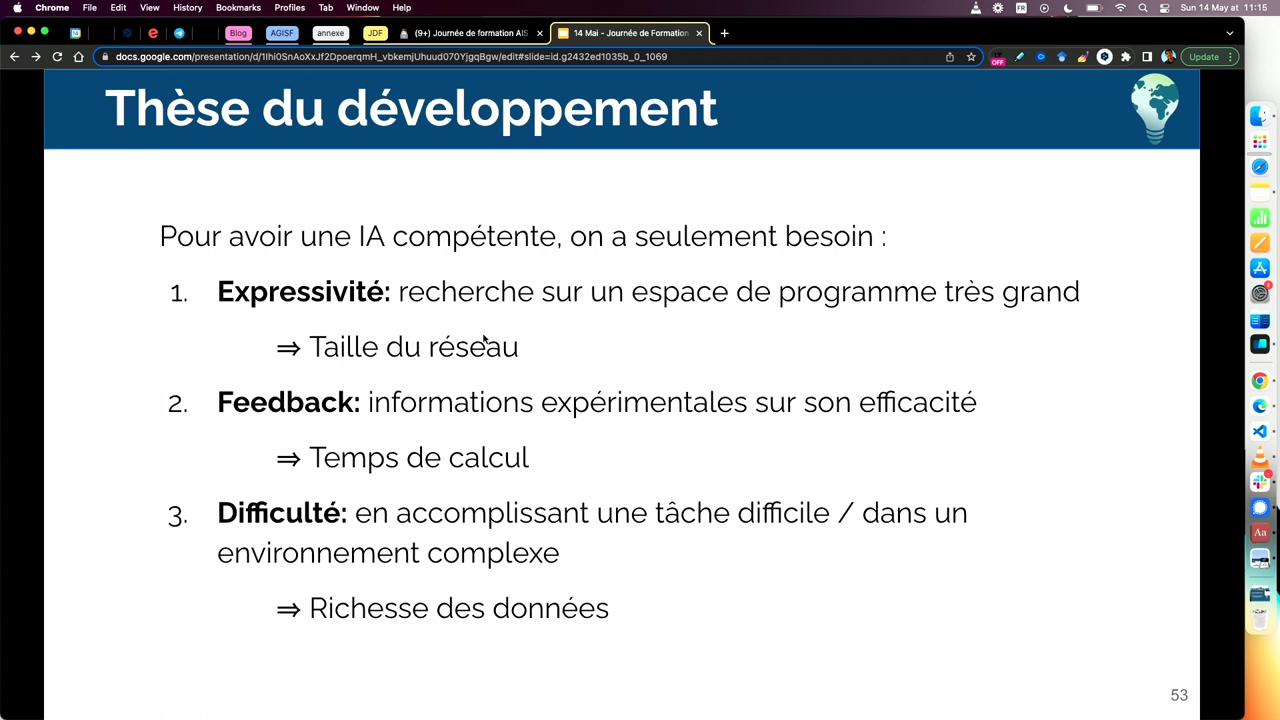 Chrome File Edit View History Bookmarks Profiles Tab Window Help
FR
Sun 14 May at 11:15
Blog AGISF annexe JDF (9+) Journée de formation AIS 14 Mai - Journée de Formation
docs.google.com/presentation/d/1Ihi0SnAoXxJf2DpoerqmH_vbkemjUhuud070YjgqBgw/edit#slide=id.g2432ed1035b_0_1069
OFF
Update
Thèse du développement
Pour avoir une IA compétente, on a seulement besoin :
1. Expressivité: recherche sur un espace de programme très grand
⇒ Taille du réseau
2. Feedback: informations expérimentales sur son efficacité
⇒ Temps de calcul
3. Difficulté: en accomplissant une tâche difficile / dans un
environnement complexe
⇒ Richesse des données
53
Aa